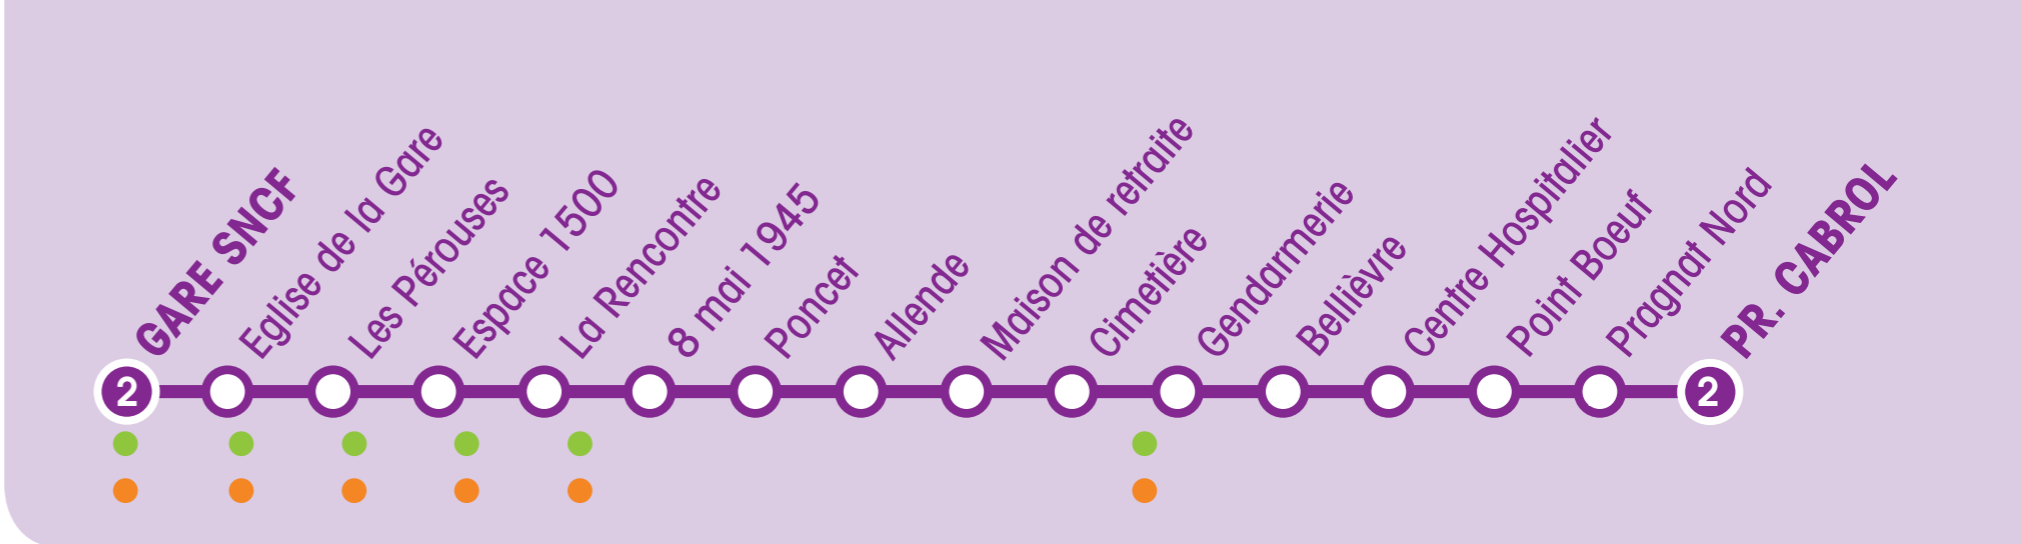 GARE SNCF
Eglise de la Gare
Les Pérouses
Espace 1500
La Rencontre
8 mai 1945
Poncet
Allende
Maison de retraite
Cimetière
Gendarmerie
Bellièvre
Centre Hospitalier
Point Boeuf
Pragnat Nord
PR. CABROL
2
2